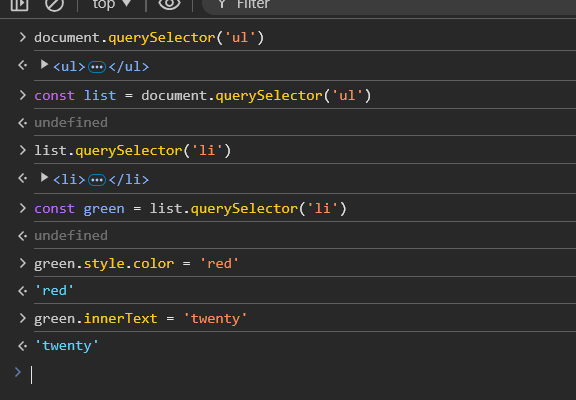 top ▾ Filter
document.querySelector('ul')
<ul>…</ul>
const list = document.querySelector('ul')
undefined
list.querySelector('li')
<li>…</li>
const green = list.querySelector('li')
undefined
green.style.color = 'red'
'red'
green.innerText = 'twenty'
'twenty'